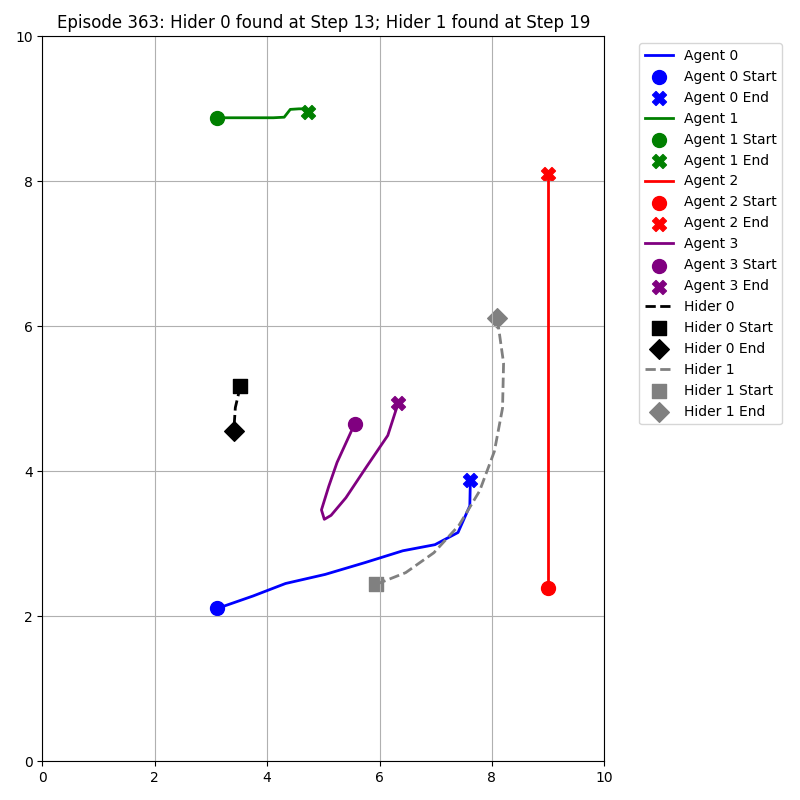 Episode 363: Hider 0 found at Step 13; Hider 1 found at Step 19
10
8
6
4
2
0
0 2 4 6 8 10
Agent 0
Agent 0 Start
Agent 0 End
Agent 1
Agent 1 Start
Agent 1 End
Agent 2
Agent 2 Start
Agent 2 End
Agent 3
Agent 3 Start
Agent 3 End
Hider 0
Hider 0 Start
Hider 0 End
Hider 1
Hider 1 Start
Hider 1 End